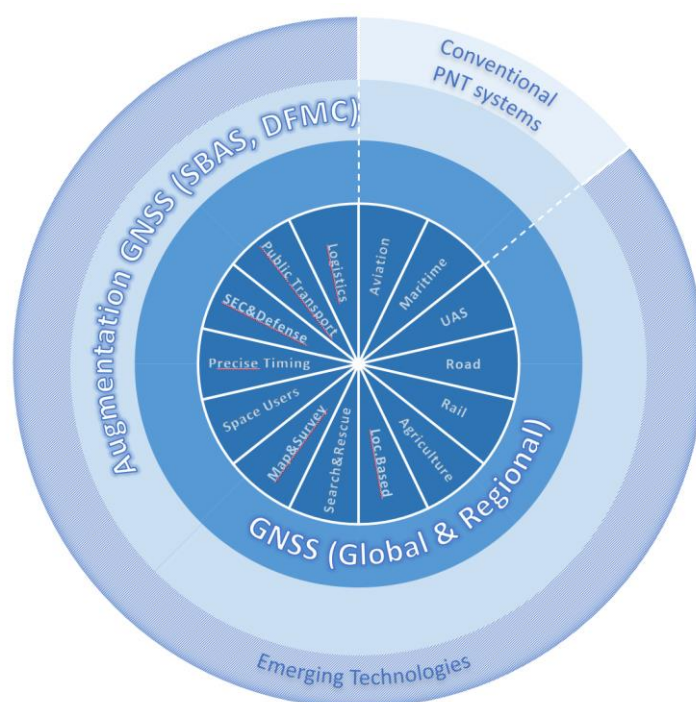 Conventional
PNT systems
Augmentation GNSS (SBAS, DFMC)
Logistics
Aviation
Public Transport
Maritime
SEC&Defense
UAS
Precise Timing
Road
Space Users
Rail
Map&Survey
Agriculture
Search&Rescue
Loc.Based
GNSS (Global & Regional)
Emerging Technologies